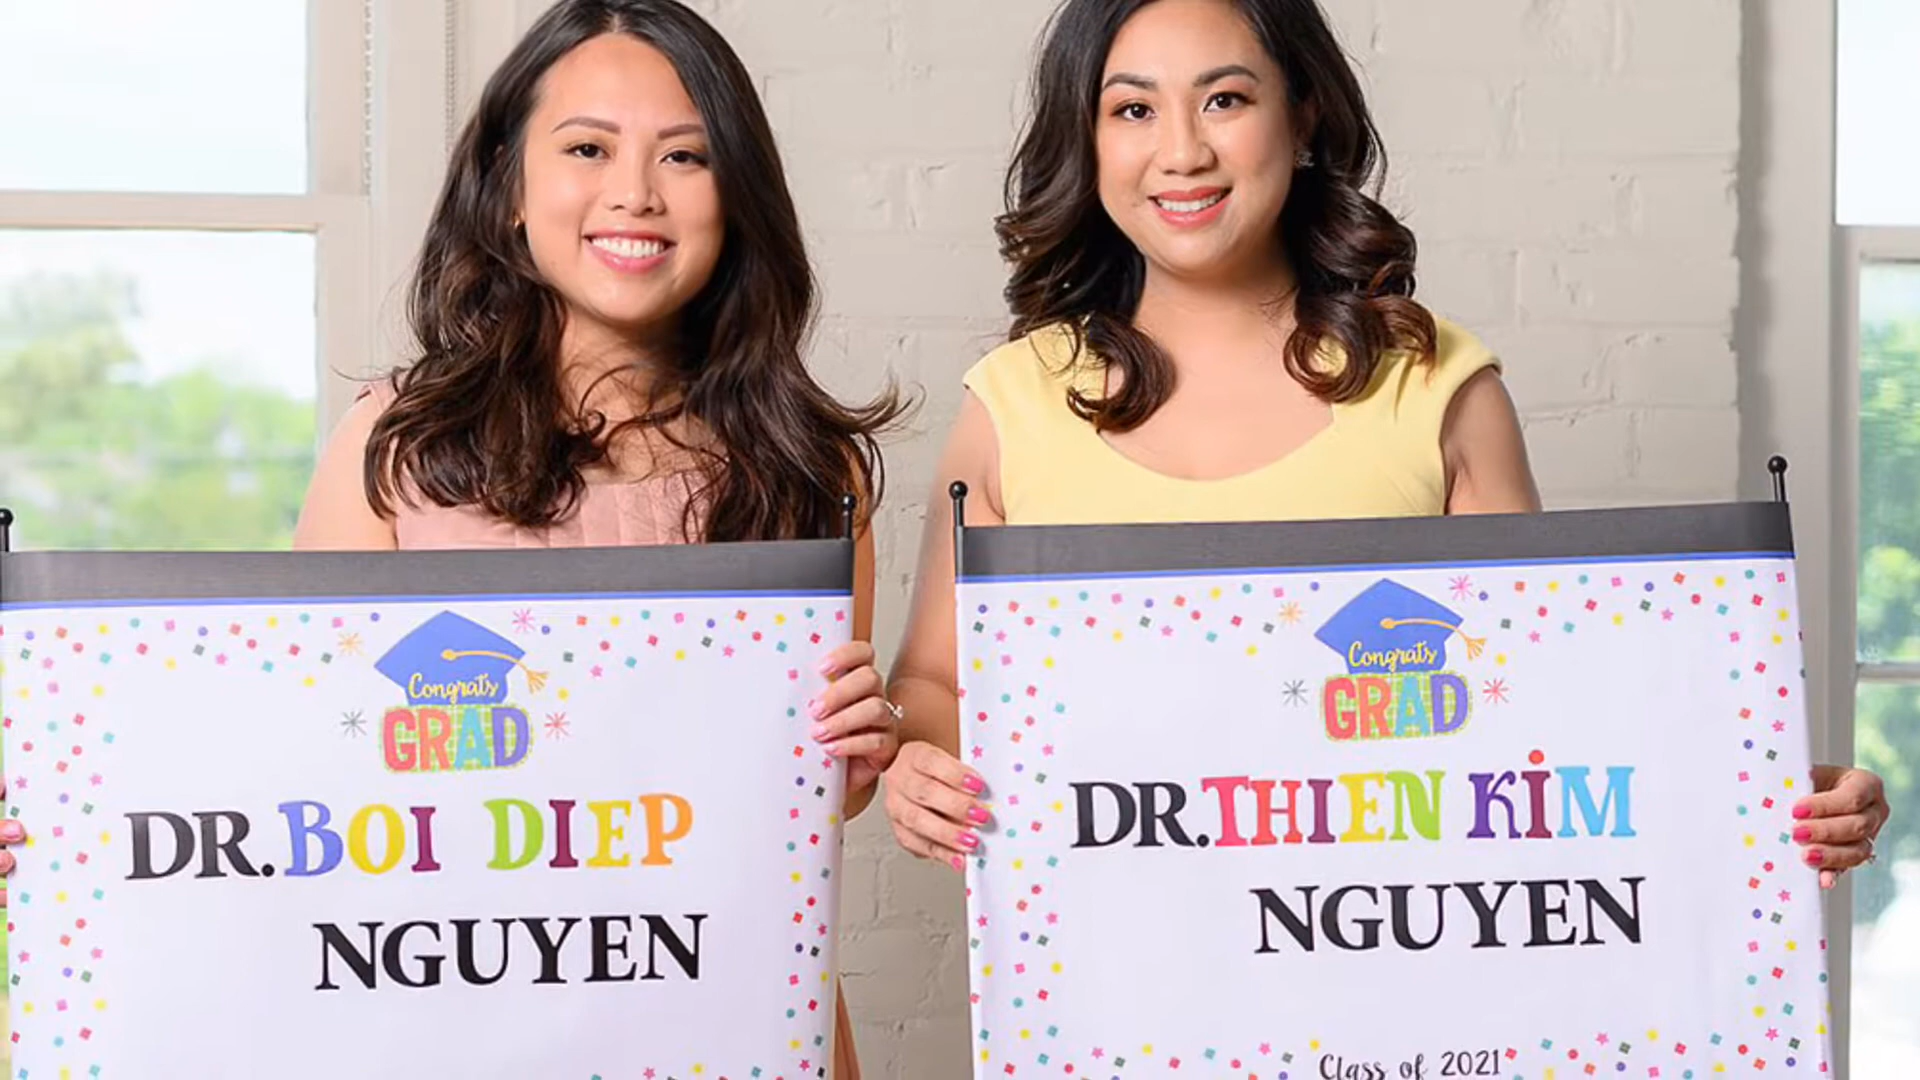 Congrats
GRAD
DR. BOI DIEP
NGUYEN
Congrats
GRAD
DR. THIEN KIM
NGUYEN
Class of 2021